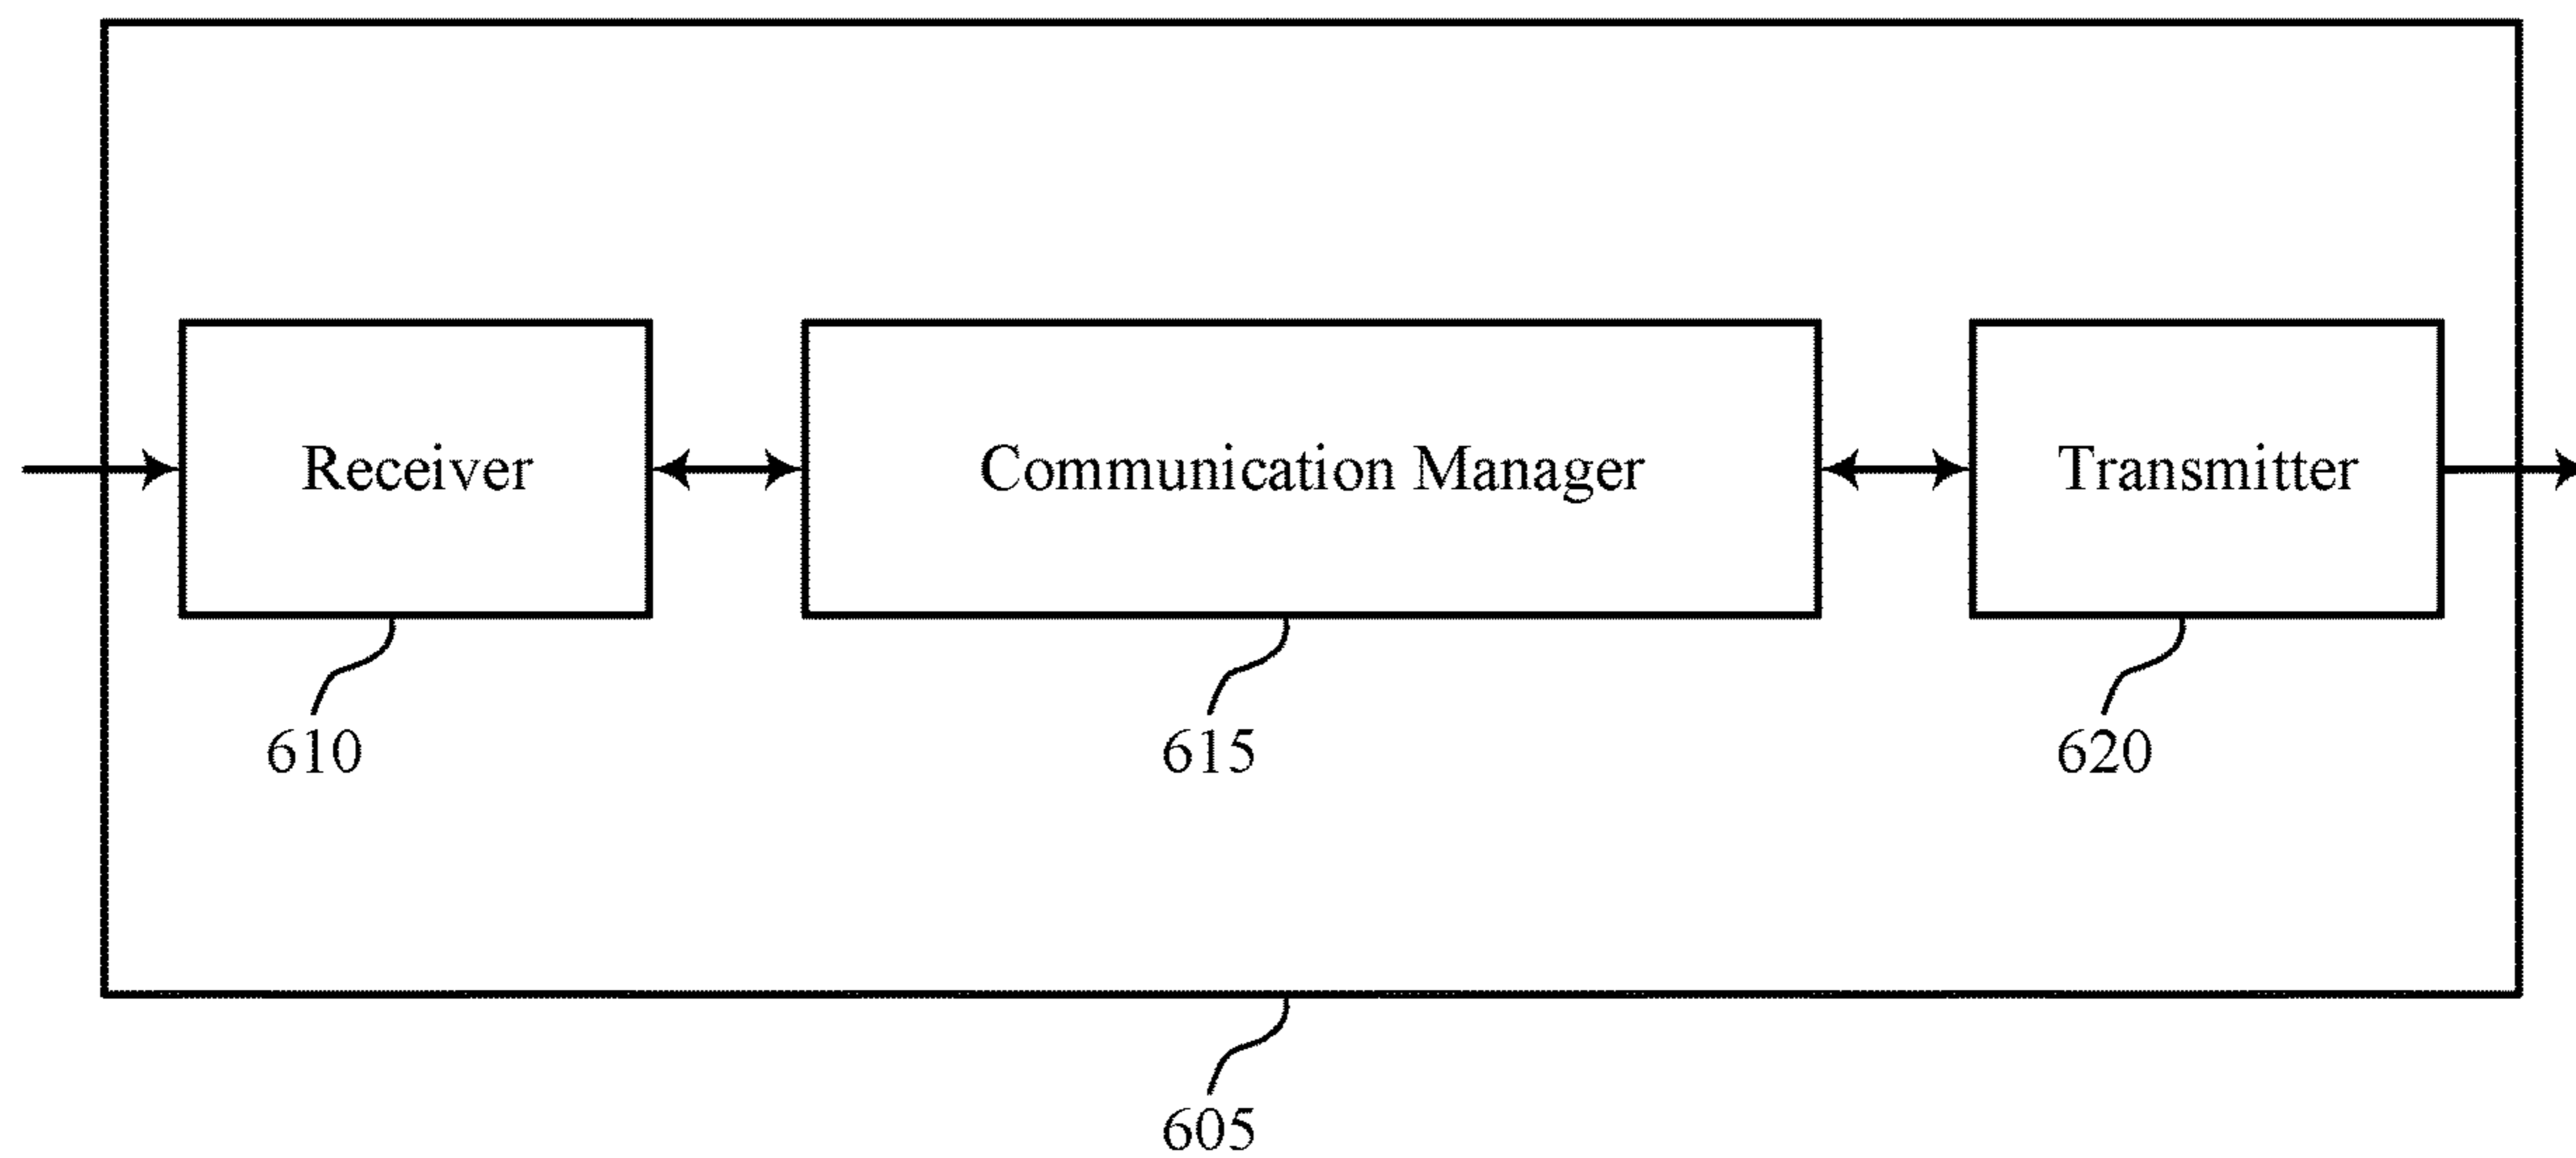 Receiver
Communication Manager
Transmitter
610
615
620
605